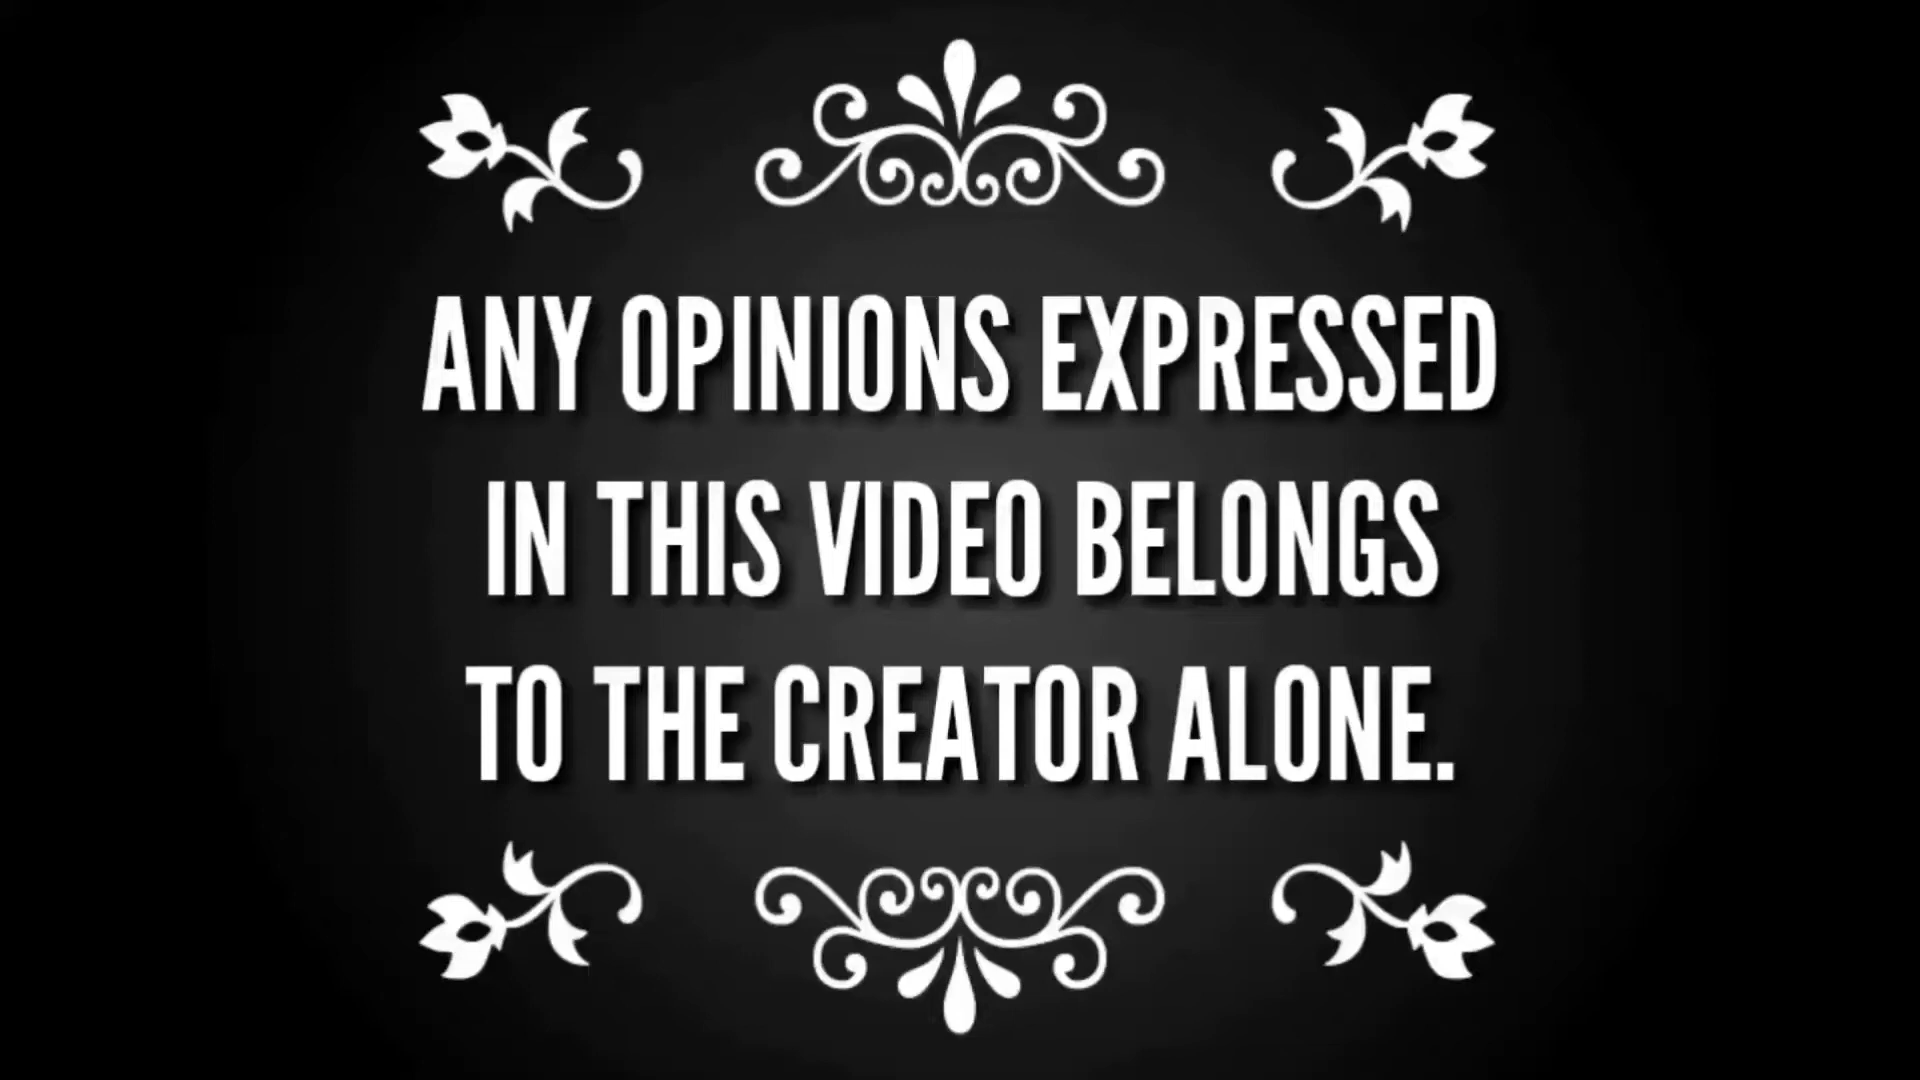 ANY OPINIONS EXPRESSED
IN THIS VIDEO BELONGS
TO THE CREATOR ALONE.